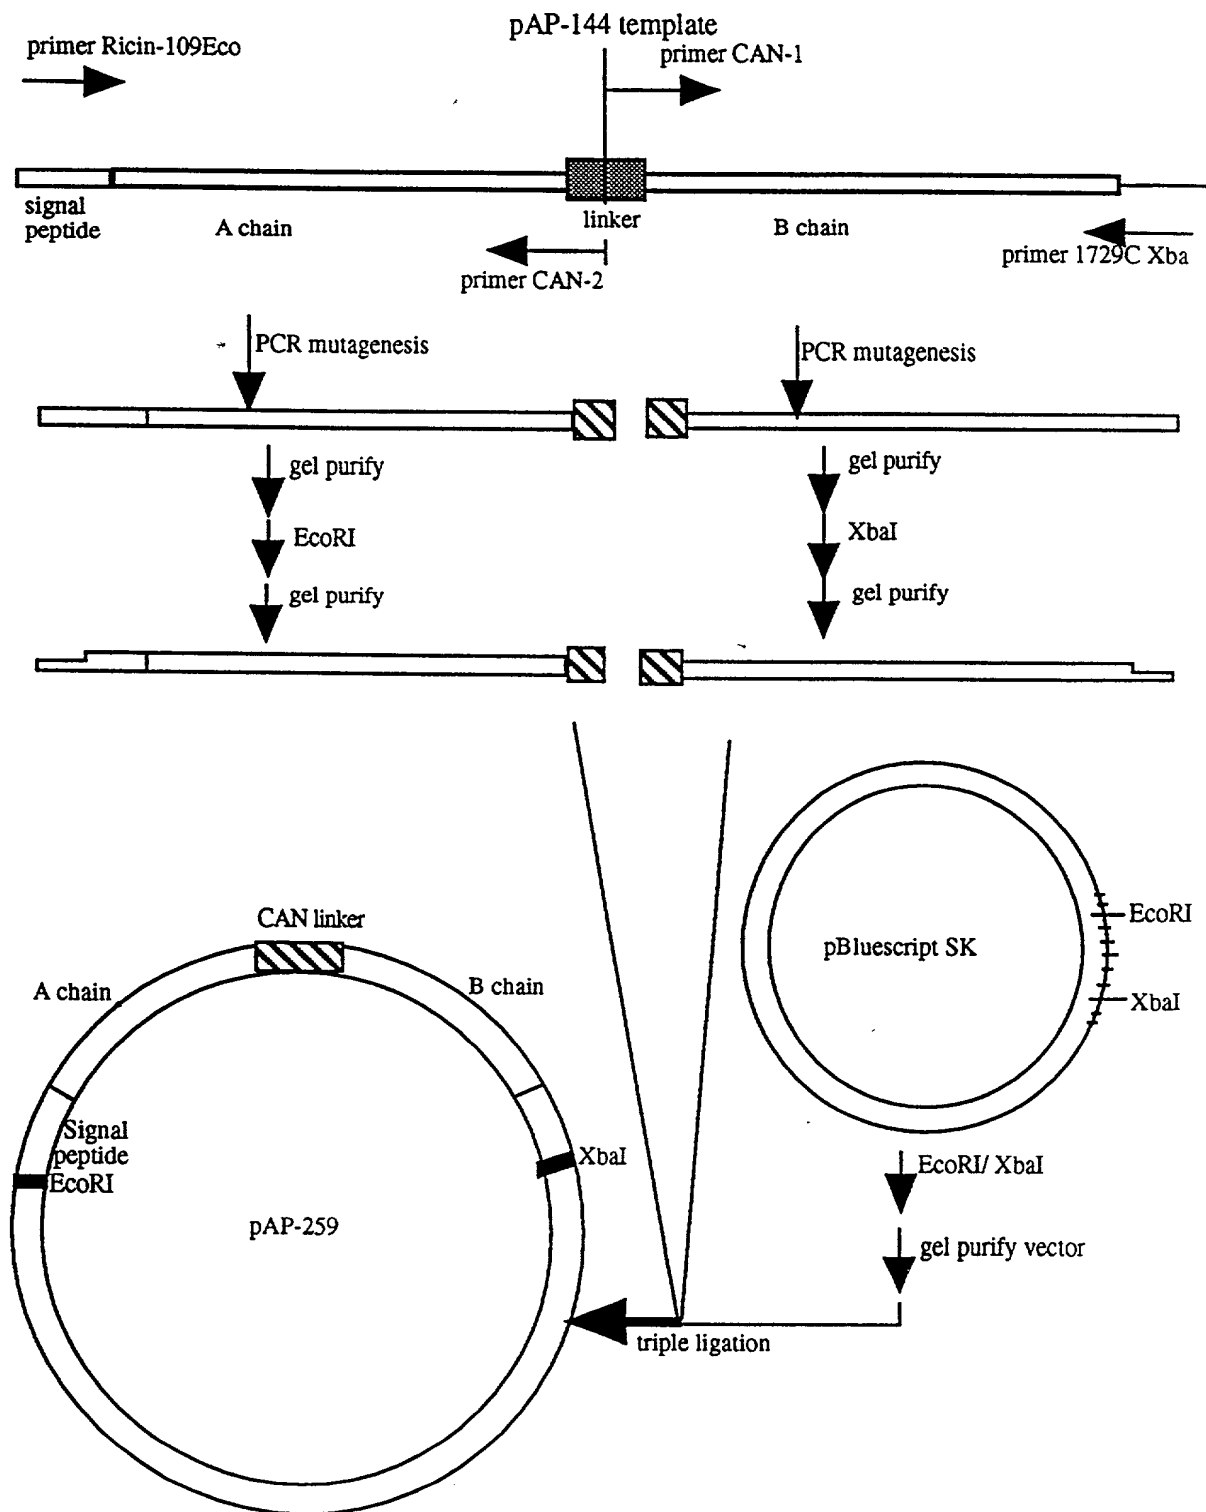 pAP-144 template
primer Ricin-109Eco
primer CAN-1
signal
peptide
A chain
linker
B chain
primer CAN-2
primer 1729C Xba
PCR mutagenesis
PCR mutagenesis
gel purify
gel purify
EcoRI
XbaI
gel purify
gel purify
CAN linker
A chain
B chain
Signal
peptide
EcoRI
XbaI
pAP-259
pBluescript SK
EcoRI
XbaI
EcoRI/ XbaI
gel purify vector
triple ligation